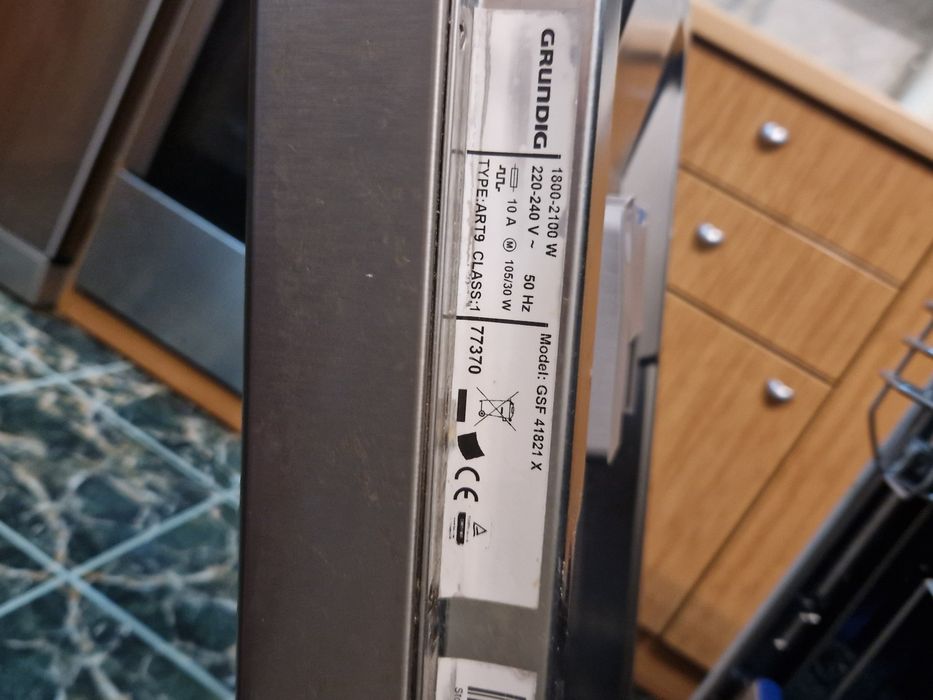 GRUNDIG
1800-2100 W
220-240 V ~ 50 Hz
10 A M 105/30 W
TYPE:ART9 CLASS:1
Model: GSF 41821 X
77370
CE